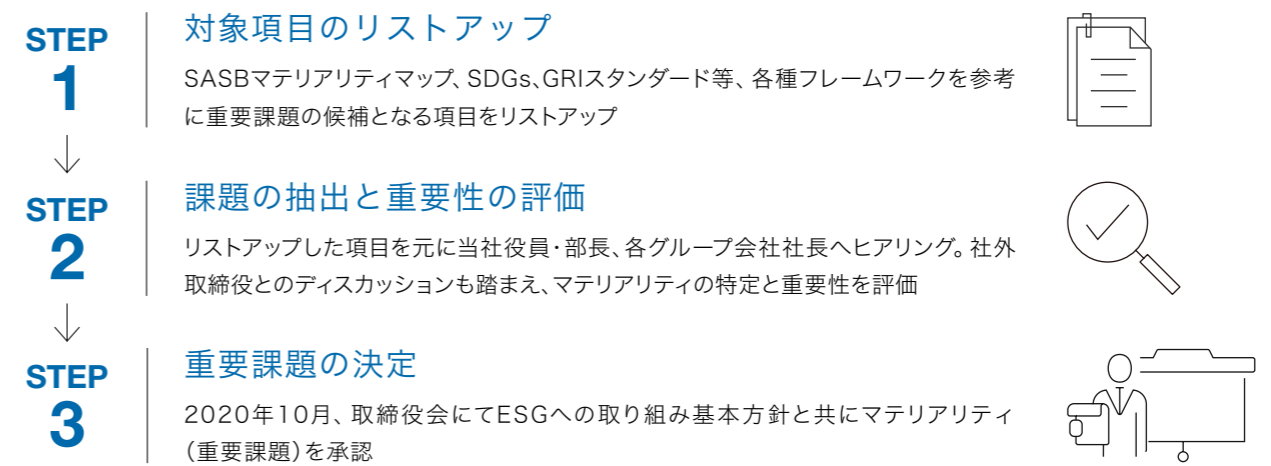 STEP
1
対象項目のリストアップ
SASBマテリアリティマップ、SDGs、GRIスタンダード等、各種フレームワークを参考
に重要課題の候補となる項目をリストアップ
STEP
2
課題の抽出と重要性の評価
リストアップした項目を元に当社役員・部長、各グループ会社社長へヒアリング。社外
取締役とのディスカッションも踏まえ、マテリアリティの特定と重要性を評価
STEP
3
重要課題の決定
2020年10月、取締役会にてESGへの取り組み基本方針と共にマテリアリティ
（重要課題）を承認